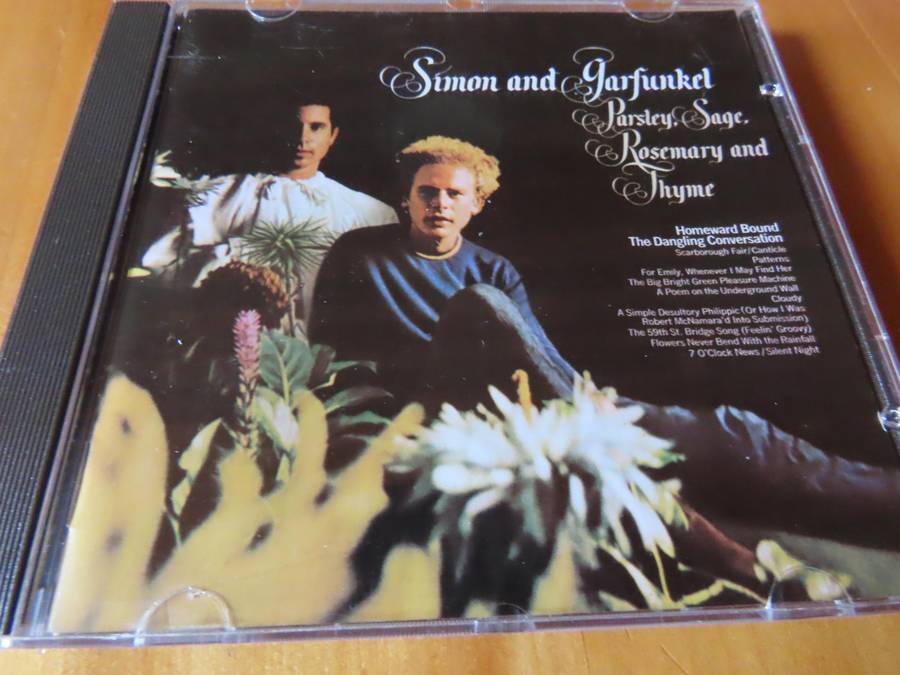 Simon and Garfunkel
Parsley, Sage,
Rosemary and
Thyme
Homeward Bound
The Dangling Conversation
Scarborough Fair/Canticle
Patterns
For Emily, Whenever I May Find Her
The Big Bright Green Pleasure Machine
A Poem on the Underground Wall
Cloudy
A Simple Desultory Philippic (Or How I Was
Robert McNamara'd Into Submission)
The 59th St. Bridge Song (Feelin' Groovy)
Flowers Never Bend With the Rainfall
7 O'Clock News/Silent Night